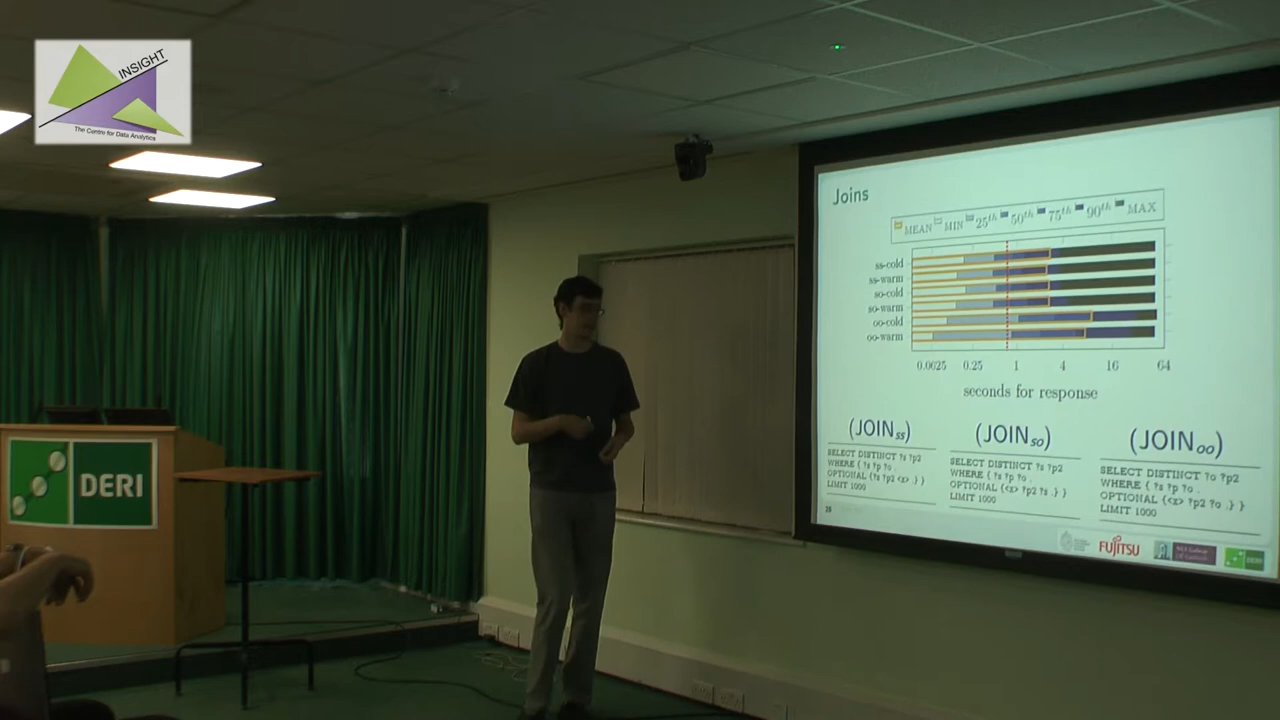 INSIGHT
The Centre for Data Analytics
DERI
Joins
MEAN MIN 25th 50th 75th 90th MAX
ss-cold
ss-warm
so-cold
so-warm
oo-cold
oo-warm
0.0625 0.25 1 4 16 64
seconds for response
(JOINss)
SELECT DISTINCT ?s ?p2
WHERE { ?s ?p ?o .
OPTIONAL {?s ?p2 <x> .} }
LIMIT 1000
(JOINso)
SELECT DISTINCT ?s ?p2
WHERE { ?s ?p ?o .
OPTIONAL {<x> ?p2 ?s .} }
LIMIT 1000
(JOINoo)
SELECT DISTINCT ?o ?p2
WHERE { ?s ?p ?o .
OPTIONAL {<x> ?p2 ?o .} }
LIMIT 1000
FUJITSU
DERI